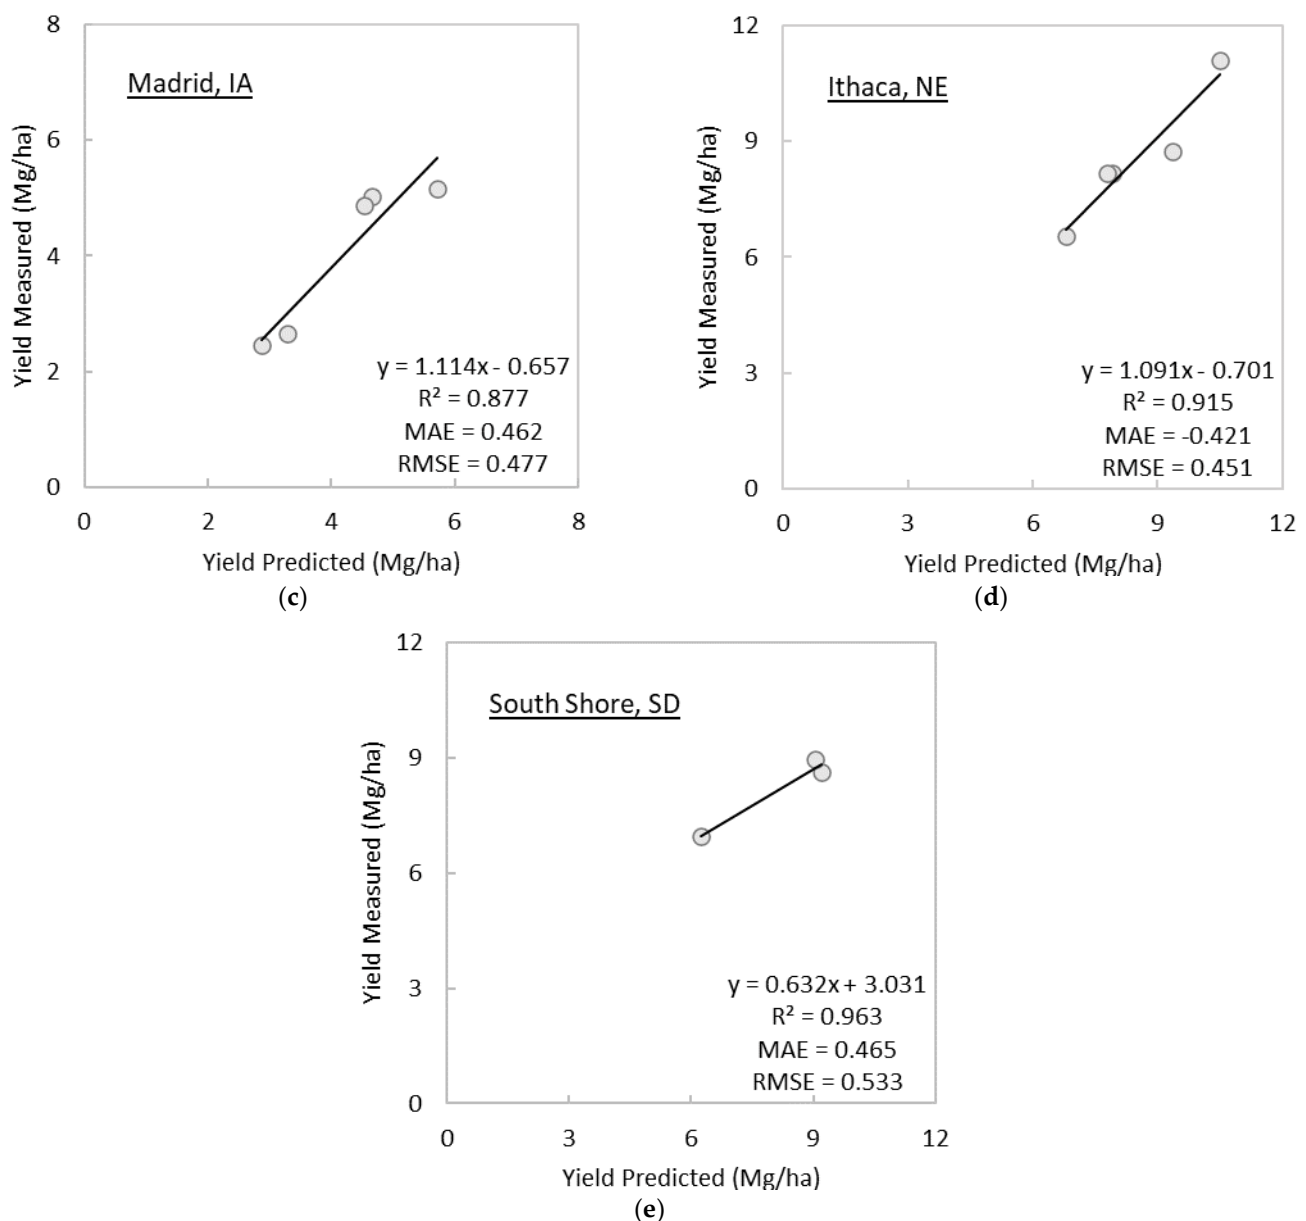 Madrid, IA
8
6
4
2
0
Yield Measured (Mg/ha)
y = 1.114x - 0.657
R² = 0.877
MAE = 0.462
RMSE = 0.477
0 2 4 6 8
Yield Predicted (Mg/ha)
(c)
Ithaca, NE
12
9
6
3
0
Yield Measured (Mg/ha)
y = 1.091x - 0.701
R² = 0.915
MAE = -0.421
RMSE = 0.451
0 3 6 9 12
Yield Predicted (Mg/ha)
(d)
South Shore, SD
12
9
6
3
0
Yield Measured (Mg/ha)
y = 0.632x + 3.031
R² = 0.963
MAE = 0.465
RMSE = 0.533
0 3 6 9 12
Yield Predicted (Mg/ha)
(e)